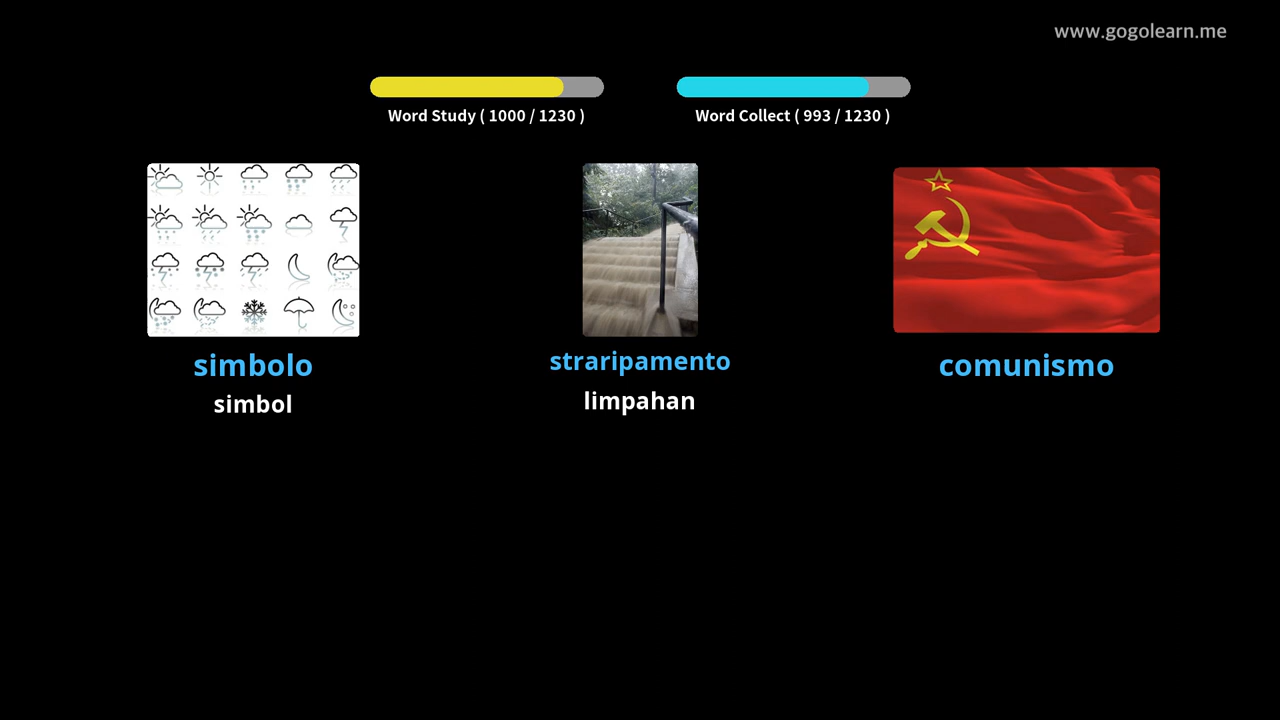 www.gogolearn.me
Word Study ( 1000 / 1230 )
Word Collect ( 993 / 1230 )
simbolo
simbol
straripamento
limpahan
comunismo